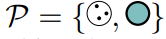 𝒫 = { , }